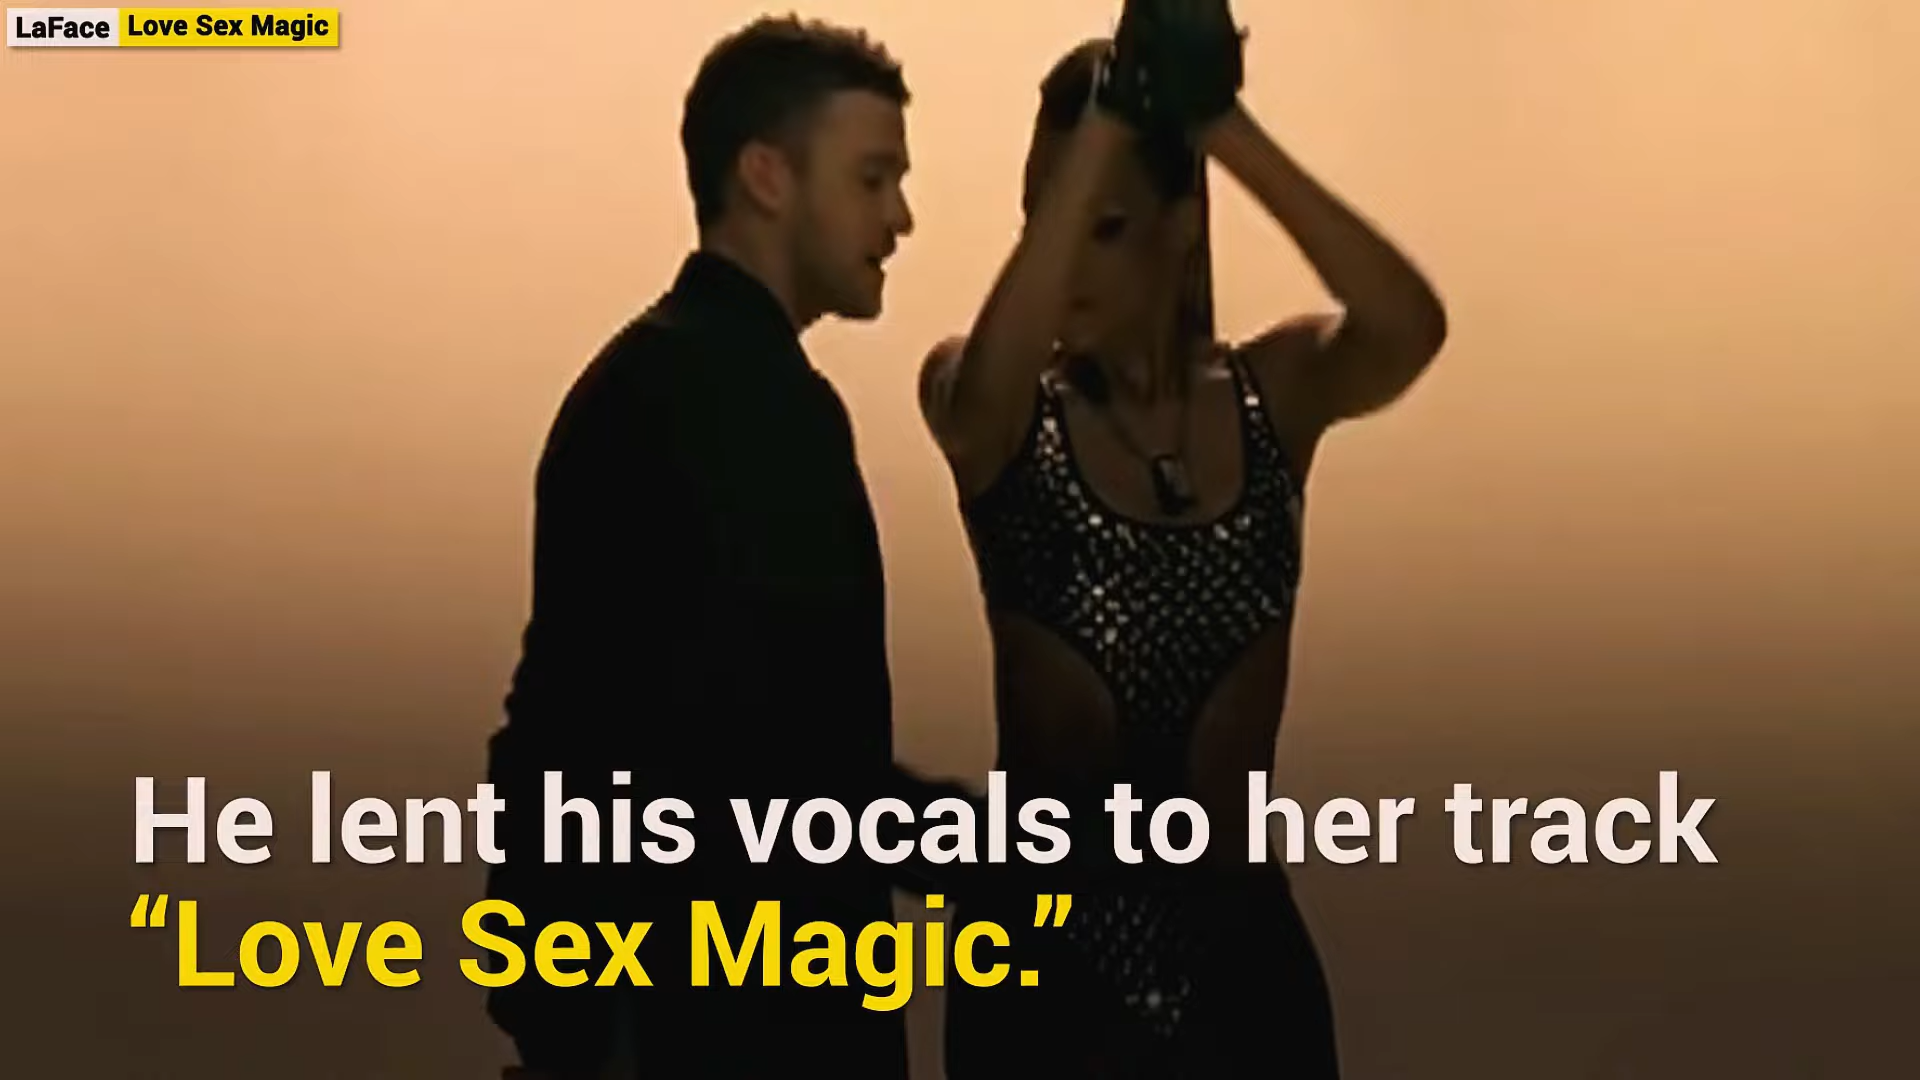 LaFace Love Sex Magic
He lent his vocals to her track
“Love Sex Magic.”